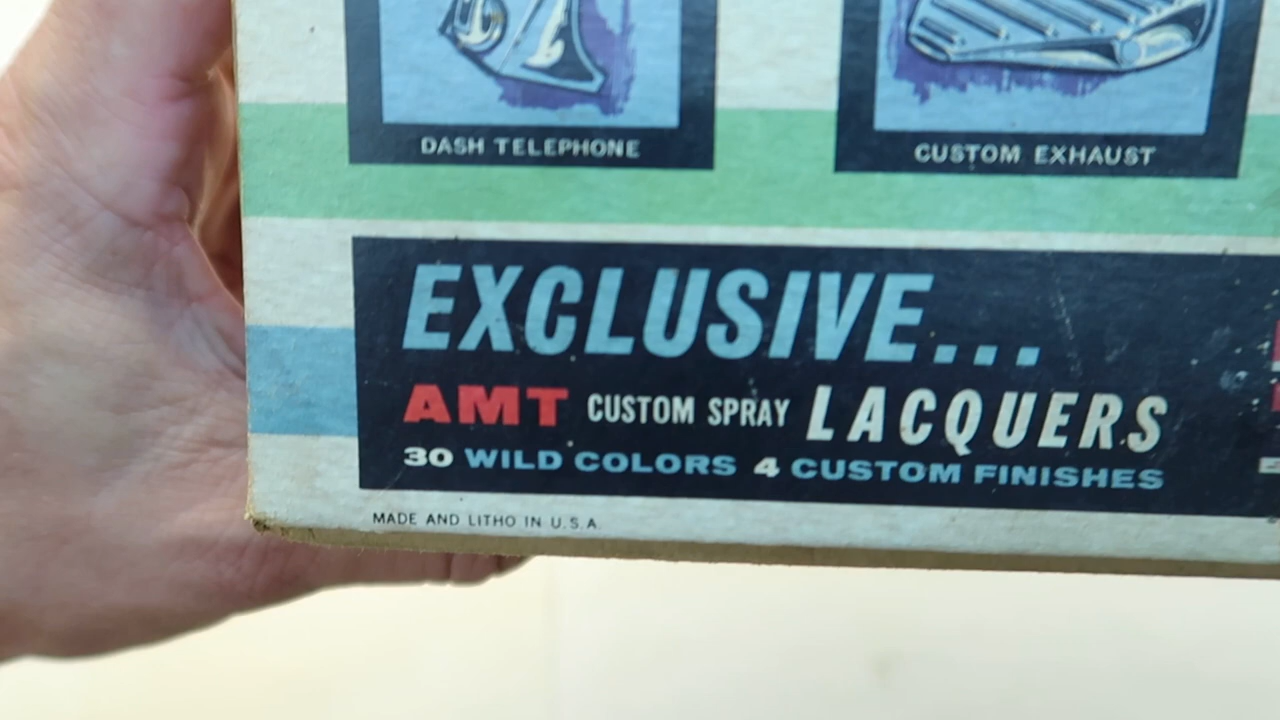 DASH TELEPHONE
CUSTOM EXHAUST
EXCLUSIVE...
AMT CUSTOM SPRAY LACQUERS
30 WILD COLORS 4 CUSTOM FINISHES
MADE AND LITHO IN U.S.A.